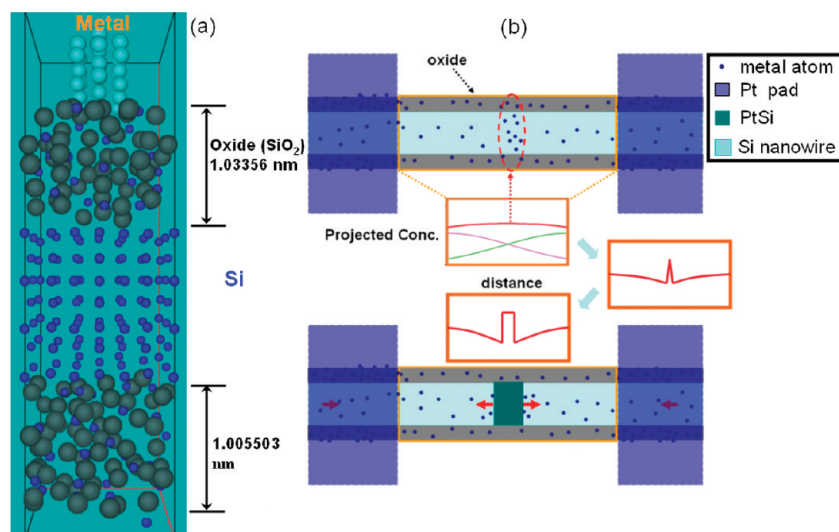 Metal
(a)
Oxide (SiO2)
1.03356 nm
Si
1.005503
nm
(b)
oxide
metal atom
Pt pad
PtSi
Si nanowire
Projected Conc.
distance